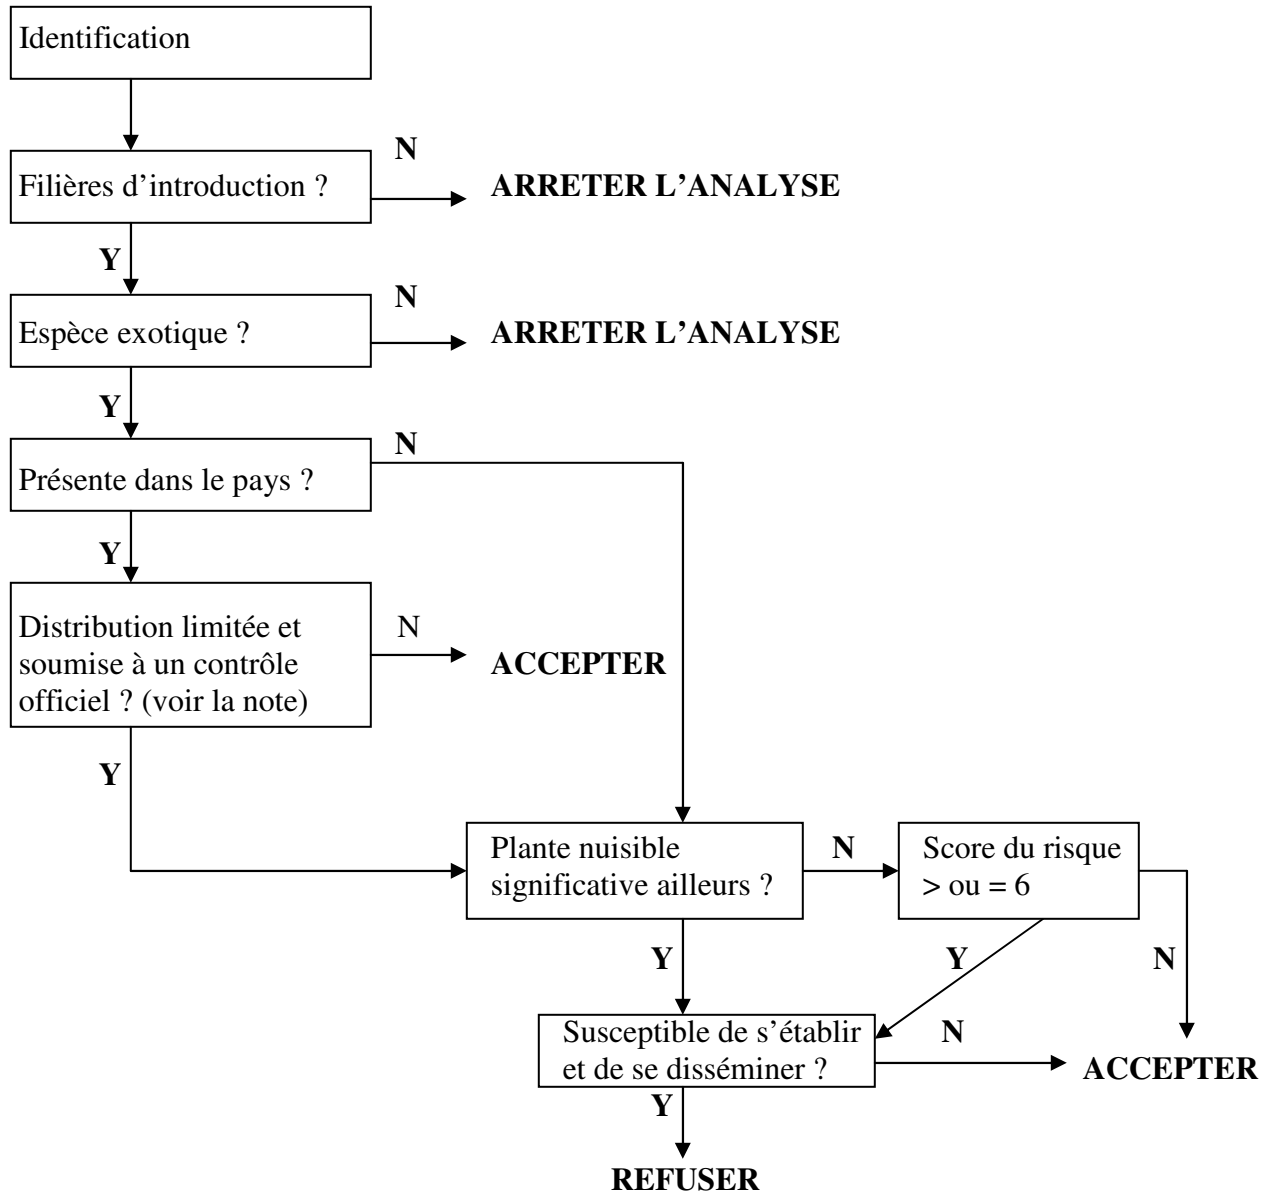 Identification
N
Filières d’introduction ?
ARRETER L’ANALYSE
Y
N
Espèce exotique ?
ARRETER L’ANALYSE
Y
N
Présente dans le pays ?
Y
Distribution limitée et
soumise à un contrôle
officiel ? (voir la note)
N
ACCEPTER
Y
Plante nuisible
significative ailleurs ?
N
Score du risque
> ou = 6
Y
Y
N
Susceptible de s’établir
et de se disséminer ?
N
ACCEPTER
Y
REFUSER